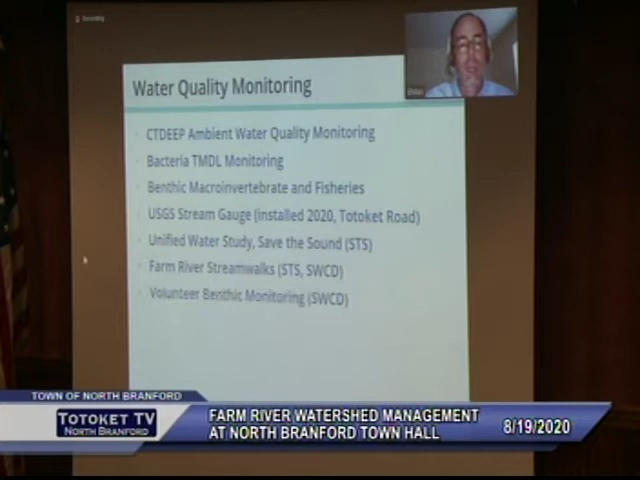 Recording
Water Quality Monitoring
CTDEEP Ambient Water Quality Monitoring
Bacteria TMDL Monitoring
Benthic Macroinvertebrate and Fisheries
USGS Stream Gauge (installed 2020, Totoket Road)
Unified Water Study, Save the Sound (STS)
Farm River Streamwalks (STS, SWCD)
Volunteer Benthic Monitoring (SWCD)
TOWN OF NORTH BRANFORD
TOTOKET TV
NORTH BRANFORD
FARM RIVER WATERSHED MANAGEMENT
AT NORTH BRANFORD TOWN HALL
8/19/2020